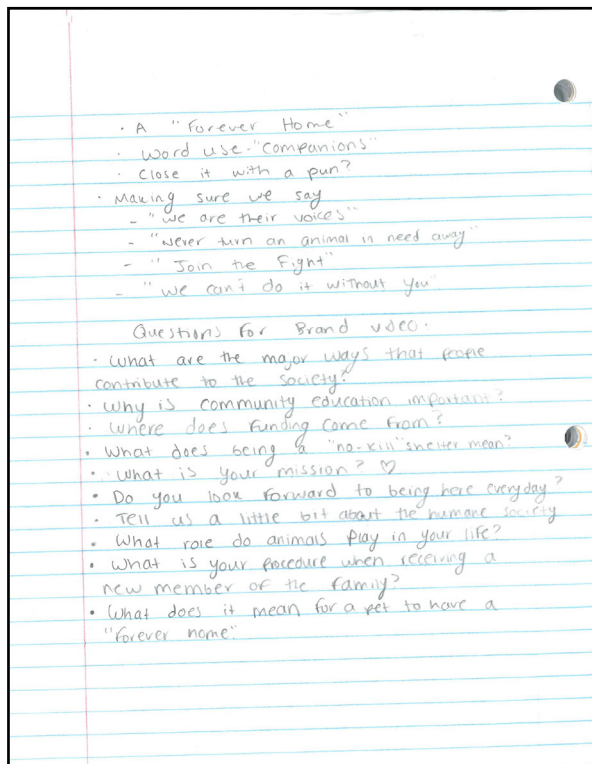 · A "Forever Home"
· Word use - "companions"
· Close it with a pun?
· Making sure we say
- "we are their voices"
- "never turn an animal in need away"
- "Join the Fight"
- "we can't do it without you"
Questions For Brand video.
· What are the major ways that people
contribute to the society?
· Why is community education important?
· Where does Funding come From?
· What does being a "no-kill" shelter mean?
· What is your mission? ♡
· Do you look Forward to being here everyday?
· Tell us a little bit about the humane society
· What role do animals play in your life?
· What is your procedure when receiving a
new member of the family?
· What does it mean for a pet to have a
"forever home"